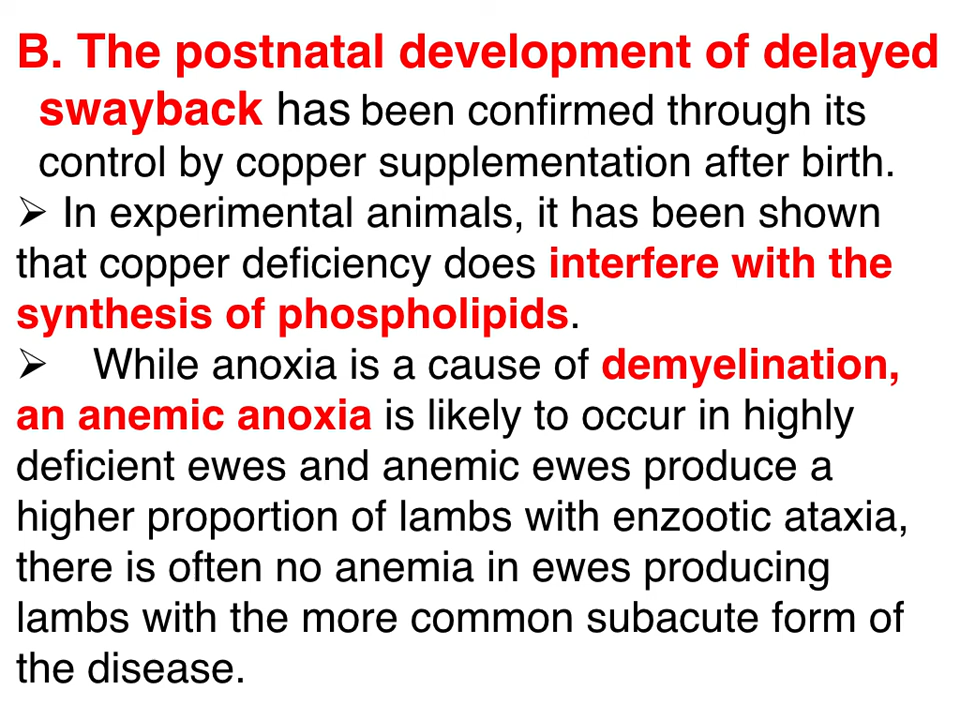 B. The postnatal development of delayed
swayback has been confirmed through its
control by copper supplementation after birth.
➢ In experimental animals, it has been shown
that copper deficiency does interfere with the
synthesis of phospholipids.
➢ While anoxia is a cause of demyelination,
an anemic anoxia is likely to occur in highly
deficient ewes and anemic ewes produce a
higher proportion of lambs with enzootic ataxia,
there is often no anemia in ewes producing
lambs with the more common subacute form of
the disease.